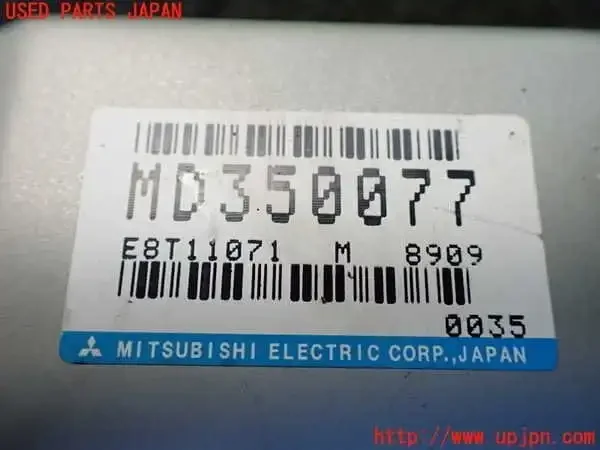 USED PARTS JAPAN
MD350077
E8T11071 M 8909
0035
MITSUBISHI ELECTRIC CORP.,JAPAN
http://www.upjpn.com/